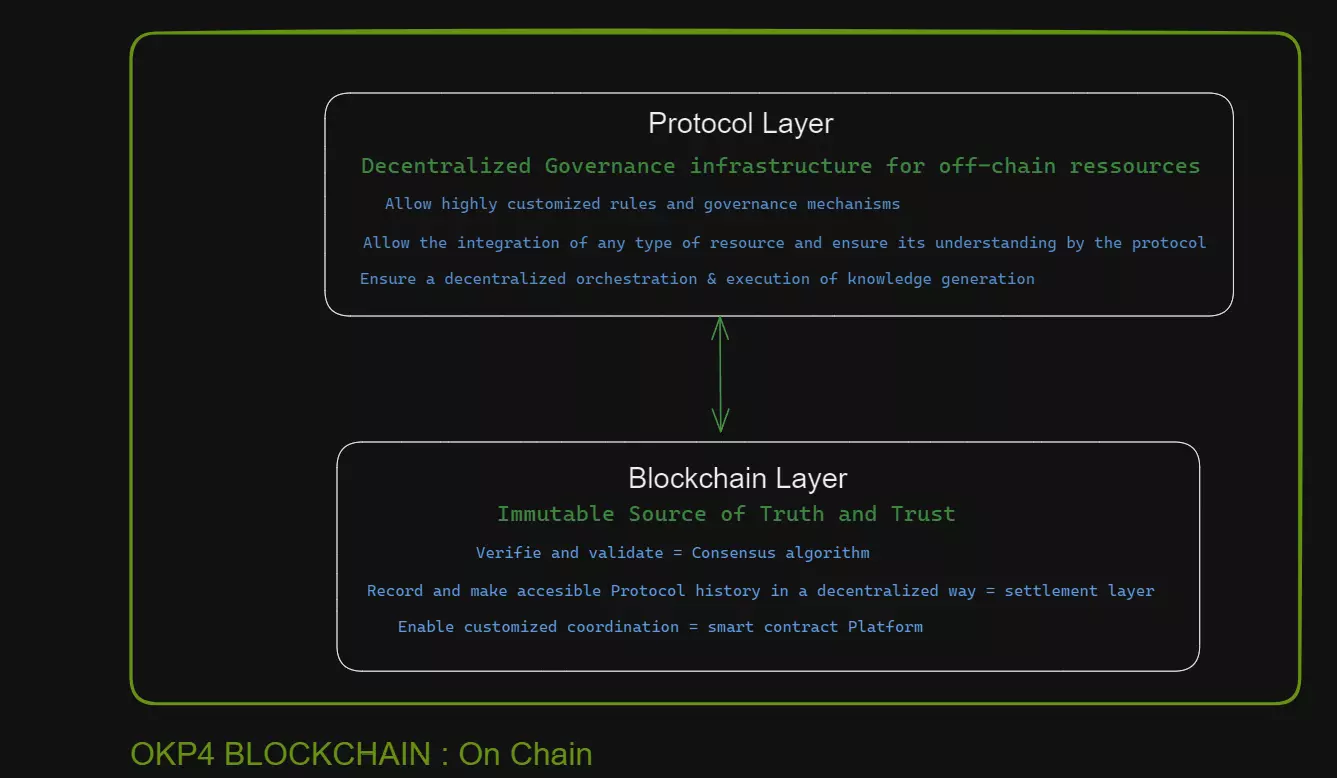 Protocol Layer
Decentralized Governance infrastructure for off-chain ressources
Allow highly customized rules and governance mechanisms
Allow the integration of any type of resource and ensure its understanding by the protocol
Ensure a decentralized orchestration & execution of knowledge generation
Blockchain Layer
Immutable Source of Truth and Trust
Verifie and validate = Consensus algorithm
Record and make accesible Protocol history in a decentralized way = settlement layer
Enable customized coordination = smart contract Platform
OKP4 BLOCKCHAIN : On Chain